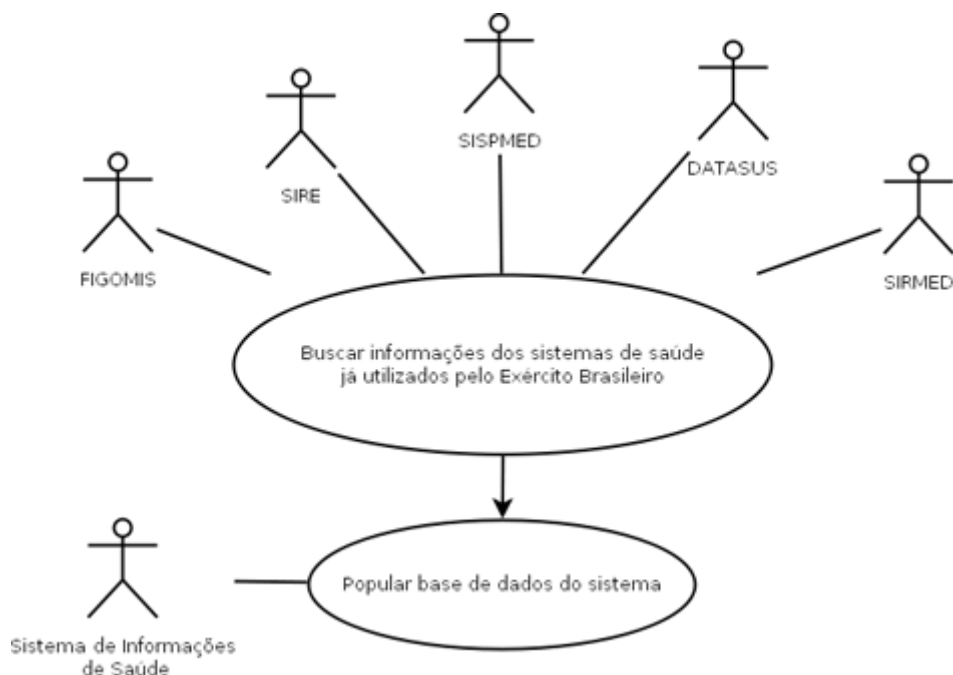 SISPMED
DATASUS
SIRE
FIGOMIS
SIRMED
Buscar informações dos sistemas de saúde
já utilizados pelo Exército Brasileiro
Popular base de dados do sistema
Sistema de Informações
de Saúde